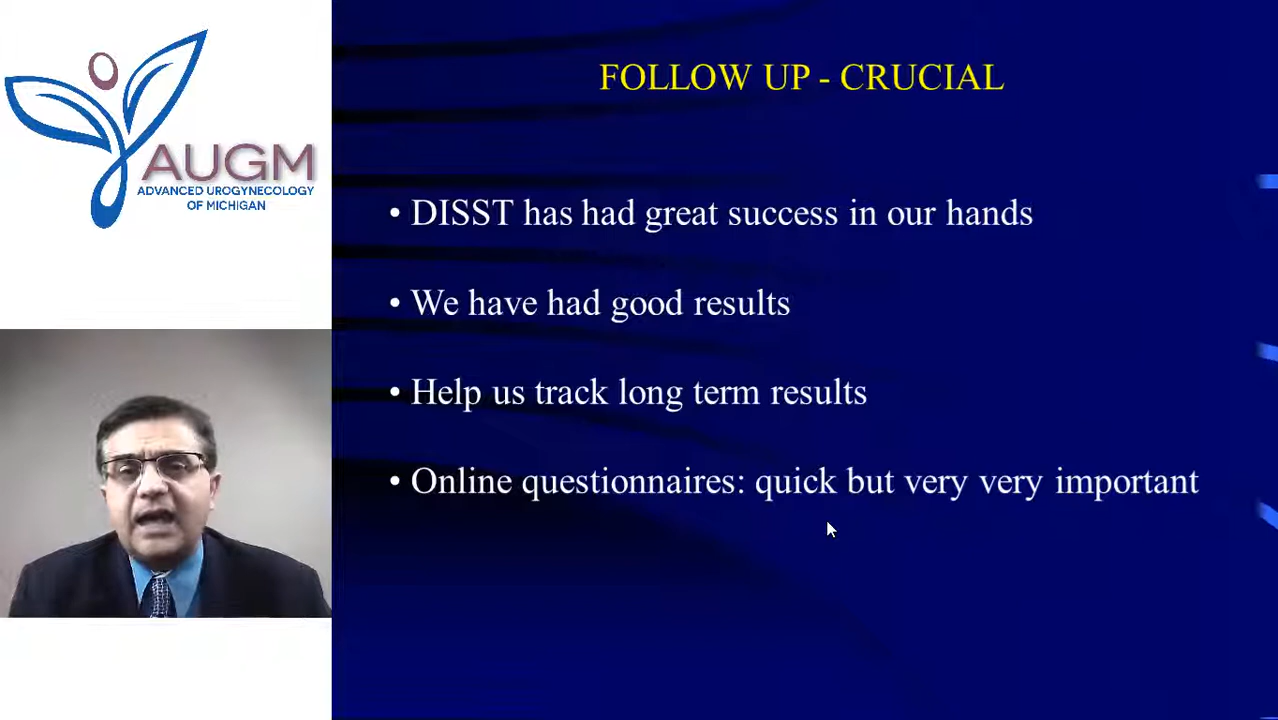 AUGM
ADVANCED UROGYNECOLOGY
OF MICHIGAN
FOLLOW UP - CRUCIAL
• DISST has had great success in our hands
• We have had good results
• Help us track long term results
• Online questionnaires: quick but very very important